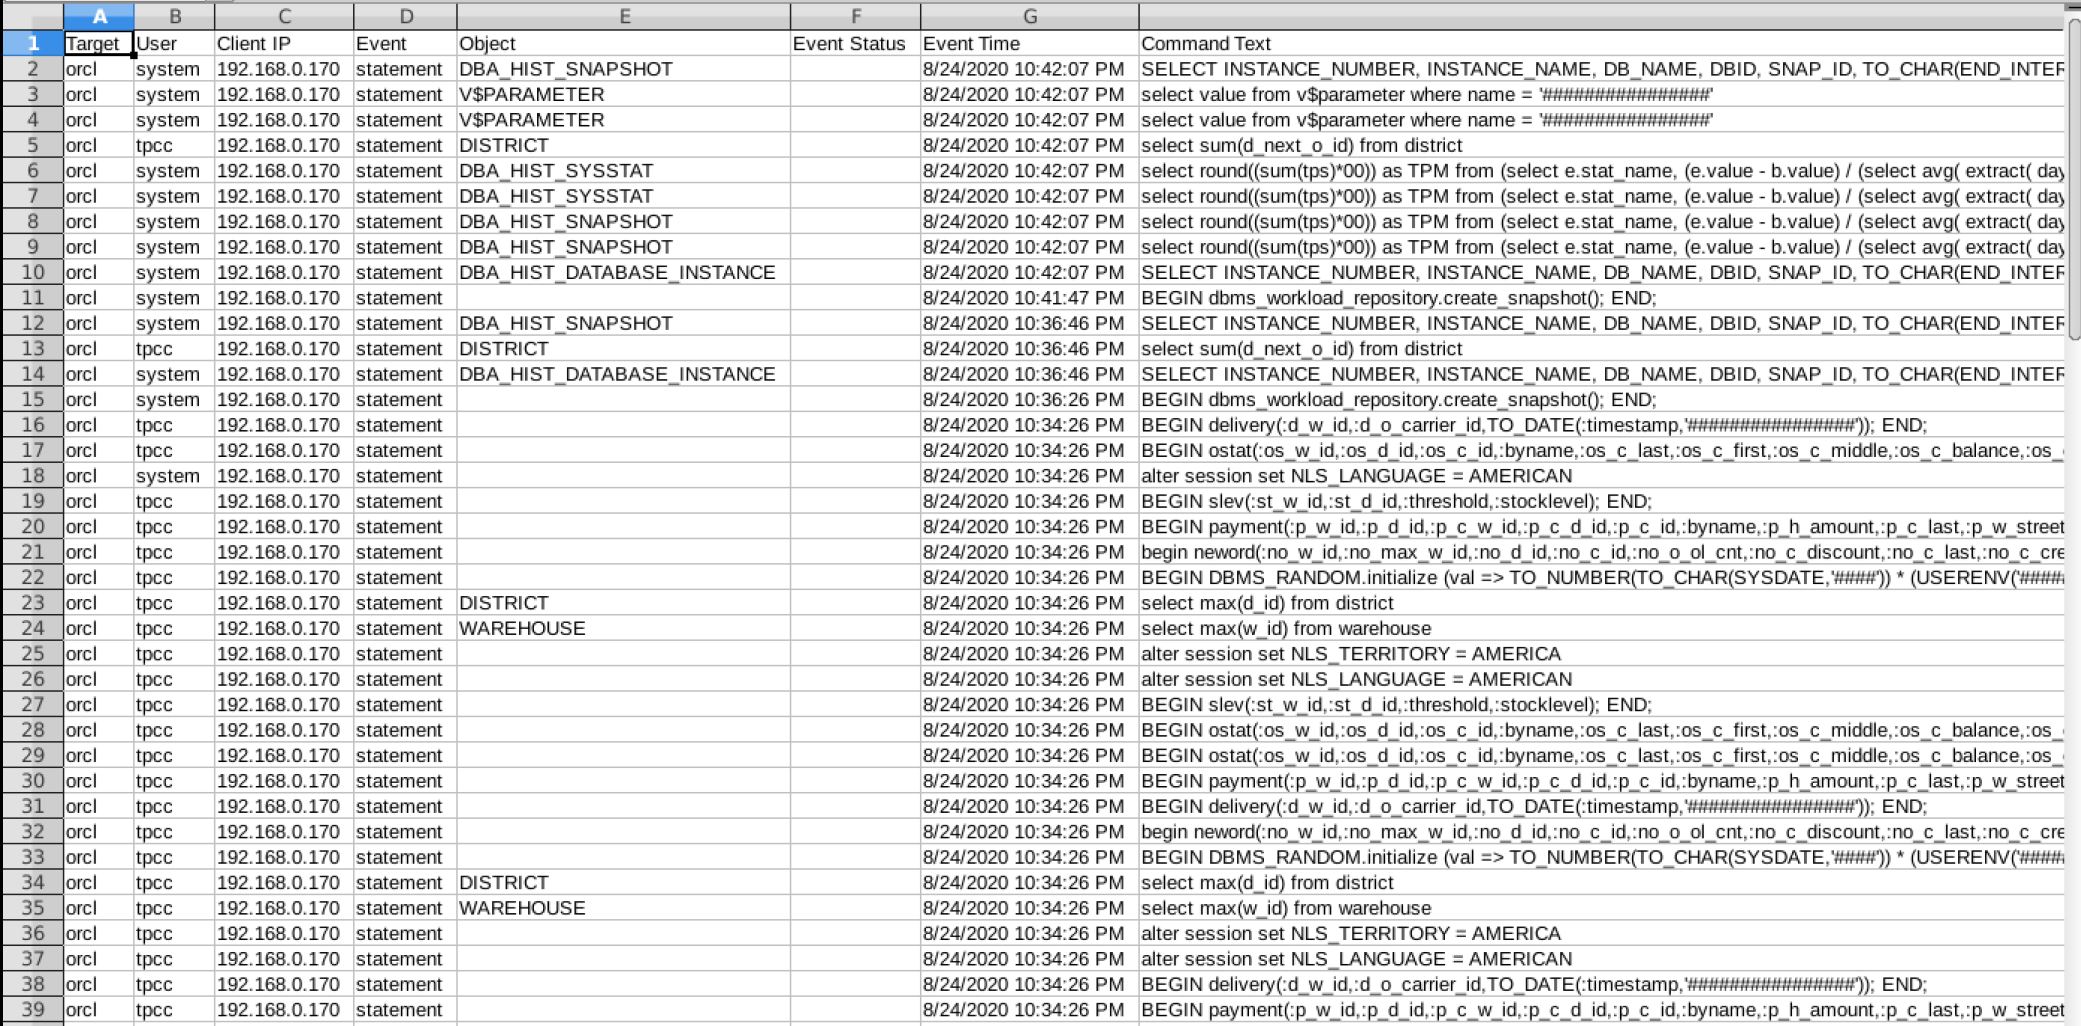 A B C D E F G
1 Target User Client IP Event Object Event Status Event Time Command Text
2 orcl system 192.168.0.170 statement DBA_HIST_SNAPSHOT 8/24/2020 10:42:07 PM SELECT INSTANCE_NUMBER, INSTANCE_NAME, DB_NAME, DBID, SNAP_ID, TO_CHAR(END_INTER
3 orcl system 192.168.0.170 statement V$PARAMETER 8/24/2020 10:42:07 PM select value from v$parameter where name = '################'
4 orcl system 192.168.0.170 statement V$PARAMETER 8/24/2020 10:42:07 PM select value from v$parameter where name = '################'
5 orcl tpcc 192.168.0.170 statement DISTRICT 8/24/2020 10:42:07 PM select sum(d_next_o_id) from district
6 orcl system 192.168.0.170 statement DBA_HIST_SYSSTAT 8/24/2020 10:42:07 PM select round((sum(tps)*00)) as TPM from (select e.stat_name, (e.value - b.value) / (select avg( extract( day
7 orcl system 192.168.0.170 statement DBA_HIST_SYSSTAT 8/24/2020 10:42:07 PM select round((sum(tps)*00)) as TPM from (select e.stat_name, (e.value - b.value) / (select avg( extract( day
8 orcl system 192.168.0.170 statement DBA_HIST_SNAPSHOT 8/24/2020 10:42:07 PM select round((sum(tps)*00)) as TPM from (select e.stat_name, (e.value - b.value) / (select avg( extract( day
9 orcl system 192.168.0.170 statement DBA_HIST_SNAPSHOT 8/24/2020 10:42:07 PM select round((sum(tps)*00)) as TPM from (select e.stat_name, (e.value - b.value) / (select avg( extract( day
10 orcl system 192.168.0.170 statement DBA_HIST_DATABASE_INSTANCE 8/24/2020 10:42:07 PM SELECT INSTANCE_NUMBER, INSTANCE_NAME, DB_NAME, DBID, SNAP_ID, TO_CHAR(END_INTER
11 orcl system 192.168.0.170 statement 8/24/2020 10:41:47 PM BEGIN dbms_workload_repository.create_snapshot(); END;
12 orcl system 192.168.0.170 statement DBA_HIST_SNAPSHOT 8/24/2020 10:36:46 PM SELECT INSTANCE_NUMBER, INSTANCE_NAME, DB_NAME, DBID, SNAP_ID, TO_CHAR(END_INTER
13 orcl tpcc 192.168.0.170 statement DISTRICT 8/24/2020 10:36:46 PM select sum(d_next_o_id) from district
14 orcl system 192.168.0.170 statement DBA_HIST_DATABASE_INSTANCE 8/24/2020 10:36:46 PM SELECT INSTANCE_NUMBER, INSTANCE_NAME, DB_NAME, DBID, SNAP_ID, TO_CHAR(END_INTER
15 orcl system 192.168.0.170 statement 8/24/2020 10:36:26 PM BEGIN dbms_workload_repository.create_snapshot(); END;
16 orcl tpcc 192.168.0.170 statement 8/24/2020 10:34:26 PM BEGIN delivery(:d_w_id,:d_o_carrier_id,TO_DATE(:timestamp,'################')); END;
17 orcl tpcc 192.168.0.170 statement 8/24/2020 10:34:26 PM BEGIN ostat(:os_w_id,:os_d_id,:os_c_id,:byname,:os_c_last,:os_c_first,:os_c_middle,:os_c_balance,:os_
18 orcl system 192.168.0.170 statement 8/24/2020 10:34:26 PM alter session set NLS_LANGUAGE = AMERICAN
19 orcl tpcc 192.168.0.170 statement 8/24/2020 10:34:26 PM BEGIN slev(:st_w_id,:st_d_id,:threshold,:stocklevel); END;
20 orcl tpcc 192.168.0.170 statement 8/24/2020 10:34:26 PM BEGIN payment(:p_w_id,:p_d_id,:p_c_w_id,:p_c_d_id,:p_c_id,:byname,:p_h_amount,:p_c_last,:p_w_street
21 orcl tpcc 192.168.0.170 statement 8/24/2020 10:34:26 PM begin neword(:no_w_id,:no_max_w_id,:no_d_id,:no_c_id,:no_o_ol_cnt,:no_c_discount,:no_c_last,:no_c_cre
22 orcl tpcc 192.168.0.170 statement 8/24/2020 10:34:26 PM BEGIN DBMS_RANDOM.initialize (val => TO_NUMBER(TO_CHAR(SYSDATE,'####')) * (USERENV('####
23 orcl tpcc 192.168.0.170 statement DISTRICT 8/24/2020 10:34:26 PM select max(d_id) from district
24 orcl tpcc 192.168.0.170 statement WAREHOUSE 8/24/2020 10:34:26 PM select max(w_id) from warehouse
25 orcl tpcc 192.168.0.170 statement 8/24/2020 10:34:26 PM alter session set NLS_TERRITORY = AMERICA
26 orcl tpcc 192.168.0.170 statement 8/24/2020 10:34:26 PM alter session set NLS_LANGUAGE = AMERICAN
27 orcl tpcc 192.168.0.170 statement 8/24/2020 10:34:26 PM BEGIN slev(:st_w_id,:st_d_id,:threshold,:stocklevel); END;
28 orcl tpcc 192.168.0.170 statement 8/24/2020 10:34:26 PM BEGIN ostat(:os_w_id,:os_d_id,:os_c_id,:byname,:os_c_last,:os_c_first,:os_c_middle,:os_c_balance,:os_
29 orcl tpcc 192.168.0.170 statement 8/24/2020 10:34:26 PM BEGIN ostat(:os_w_id,:os_d_id,:os_c_id,:byname,:os_c_last,:os_c_first,:os_c_middle,:os_c_balance,:os_
30 orcl tpcc 192.168.0.170 statement 8/24/2020 10:34:26 PM BEGIN payment(:p_w_id,:p_d_id,:p_c_w_id,:p_c_d_id,:p_c_id,:byname,:p_h_amount,:p_c_last,:p_w_street
31 orcl tpcc 192.168.0.170 statement 8/24/2020 10:34:26 PM BEGIN delivery(:d_w_id,:d_o_carrier_id,TO_DATE(:timestamp,'################')); END;
32 orcl tpcc 192.168.0.170 statement 8/24/2020 10:34:26 PM begin neword(:no_w_id,:no_max_w_id,:no_d_id,:no_c_id,:no_o_ol_cnt,:no_c_discount,:no_c_last,:no_c_cre
33 orcl tpcc 192.168.0.170 statement 8/24/2020 10:34:26 PM BEGIN DBMS_RANDOM.initialize (val => TO_NUMBER(TO_CHAR(SYSDATE,'####')) * (USERENV('####
34 orcl tpcc 192.168.0.170 statement DISTRICT 8/24/2020 10:34:26 PM select max(d_id) from district
35 orcl tpcc 192.168.0.170 statement WAREHOUSE 8/24/2020 10:34:26 PM select max(w_id) from warehouse
36 orcl tpcc 192.168.0.170 statement 8/24/2020 10:34:26 PM alter session set NLS_TERRITORY = AMERICA
37 orcl tpcc 192.168.0.170 statement 8/24/2020 10:34:26 PM alter session set NLS_LANGUAGE = AMERICAN
38 orcl tpcc 192.168.0.170 statement 8/24/2020 10:34:26 PM BEGIN delivery(:d_w_id,:d_o_carrier_id,TO_DATE(:timestamp,'################')); END;
39 orcl tpcc 192.168.0.170 statement 8/24/2020 10:34:26 PM BEGIN payment(:p_w_id,:p_d_id,:p_c_w_id,:p_c_d_id,:p_c_id,:byname,:p_h_amount,:p_c_last,:p_w_street